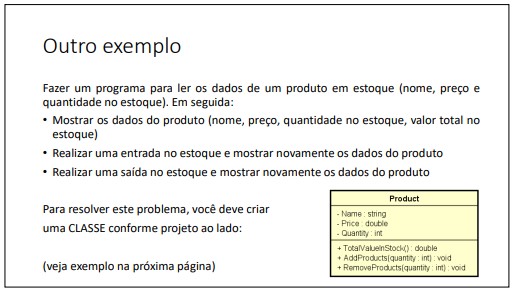 Outro exemplo
Fazer um programa para ler os dados de um produto em estoque (nome, preço e
quantidade no estoque). Em seguida:
• Mostrar os dados do produto (nome, preço, quantidade no estoque, valor total no
estoque)
• Realizar uma entrada no estoque e mostrar novamente os dados do produto
• Realizar uma saída no estoque e mostrar novamente os dados do produto
Para resolver este problema, você deve criar
uma CLASSE conforme projeto ao lado:
(veja exemplo na próxima página)
Product
- Name : string
- Price : double
- Quantity : int
+ TotalValueInStock() : double
+ AddProducts(quantity : int) : void
+ RemoveProducts(quantity : int) : void